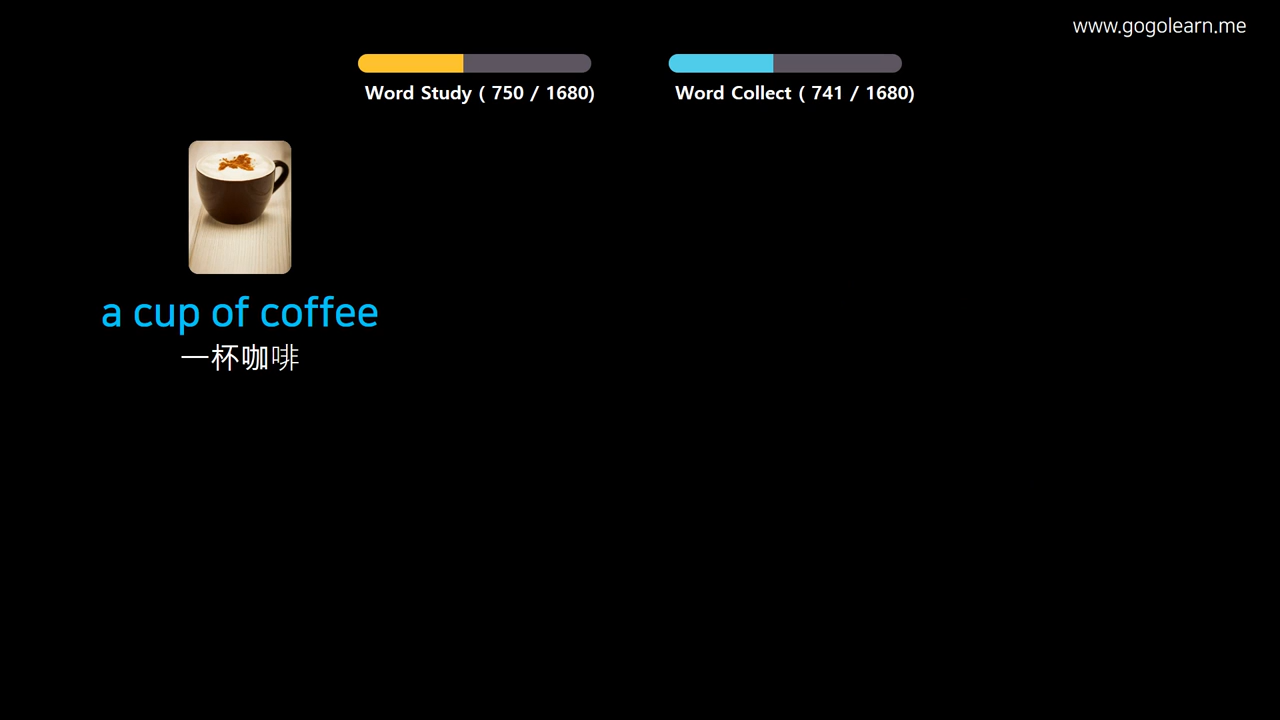 www.gogolearn.me
Word Study ( 750 / 1680)
Word Collect ( 741 / 1680)
a cup of coffee
一杯咖啡